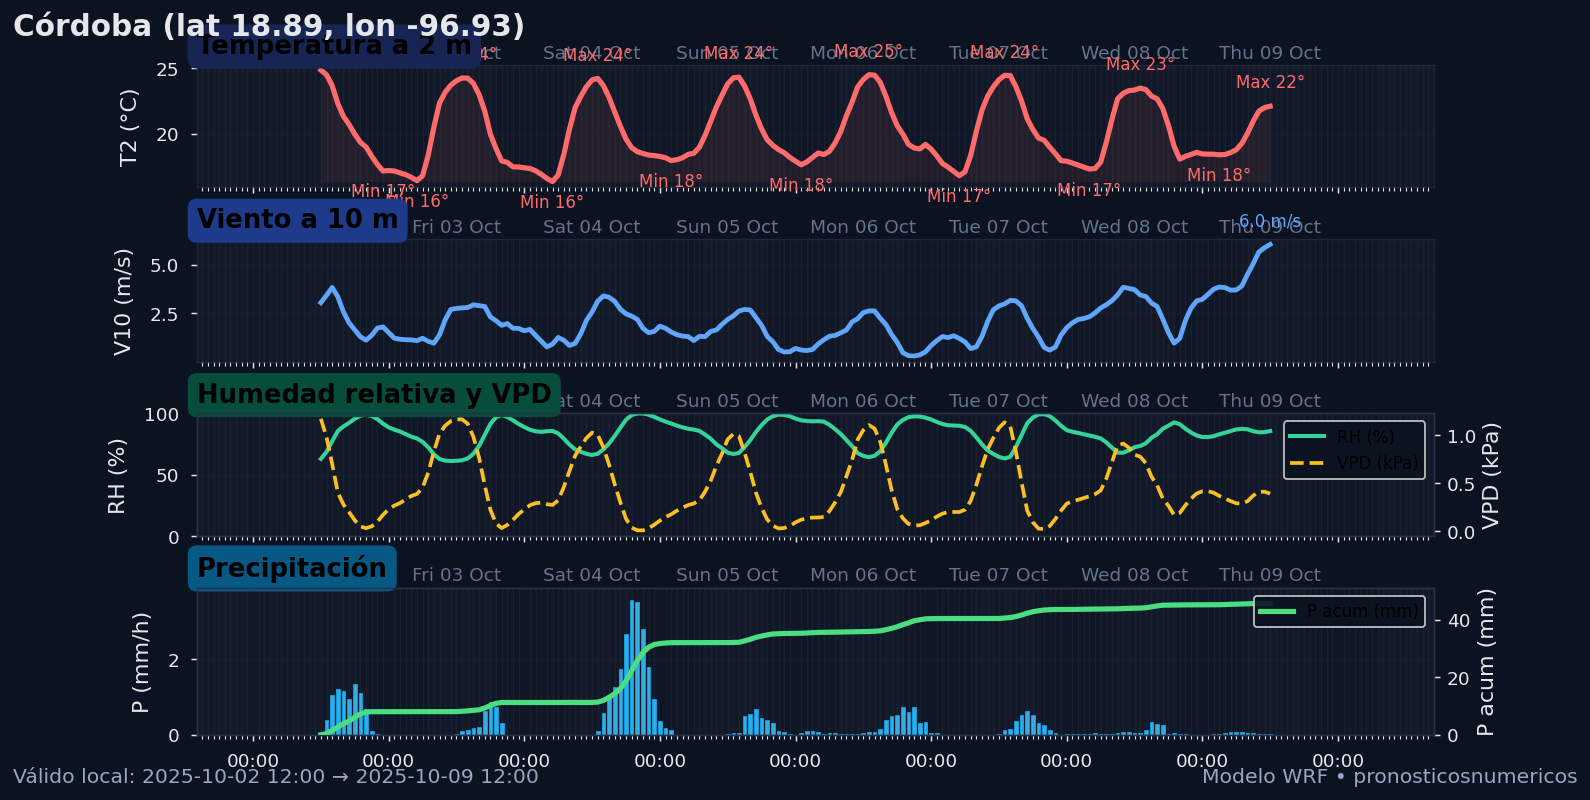 Córdoba (lat 18.89, lon -96.93)
Temperatura a 2 m
Sat 04 Oct Sun 05 Oct Mon 06 Oct Tue 07 Oct Wed 08 Oct Thu 09 Oct
Max 24° Max 24° Max 25° Max 24° Max 23° Max 22°
25
20
T2 (°C)
Min 17° Min 16° Min 16° Min 18° Min 18° Min 17° Min 17° Min 18°
Viento a 10 m
Fri 03 Oct Sat 04 Oct Sun 05 Oct Mon 06 Oct Tue 07 Oct Wed 08 Oct Thu 09 Oct
6.0 m/s
5.0
2.5
V10 (m/s)
Humedad relativa y VPD
Sat 04 Oct Sun 05 Oct Mon 06 Oct Tue 07 Oct Wed 08 Oct Thu 09 Oct
100
50
0
RH (%)
RH (%)
VPD (kPa)
1.0
0.5
0.0
VPD (kPa)
Precipitación
Fri 03 Oct Sat 04 Oct Sun 05 Oct Mon 06 Oct Tue 07 Oct Wed 08 Oct Thu 09 Oct
2
0
P (mm/h)
P acum (mm)
40
20
0
P acum (mm)
00:00 00:00 00:00 00:00 00:00 00:00 00:00 00:00 00:00
Válido local: 2025-10-02 12:00 → 2025-10-09 12:00
Modelo WRF • pronosticosnumericos